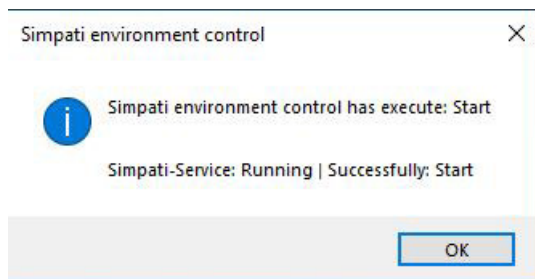 Simpati environment control
Simpati environment control has execute: Start
Simpati-Service: Running | Successfully: Start
OK